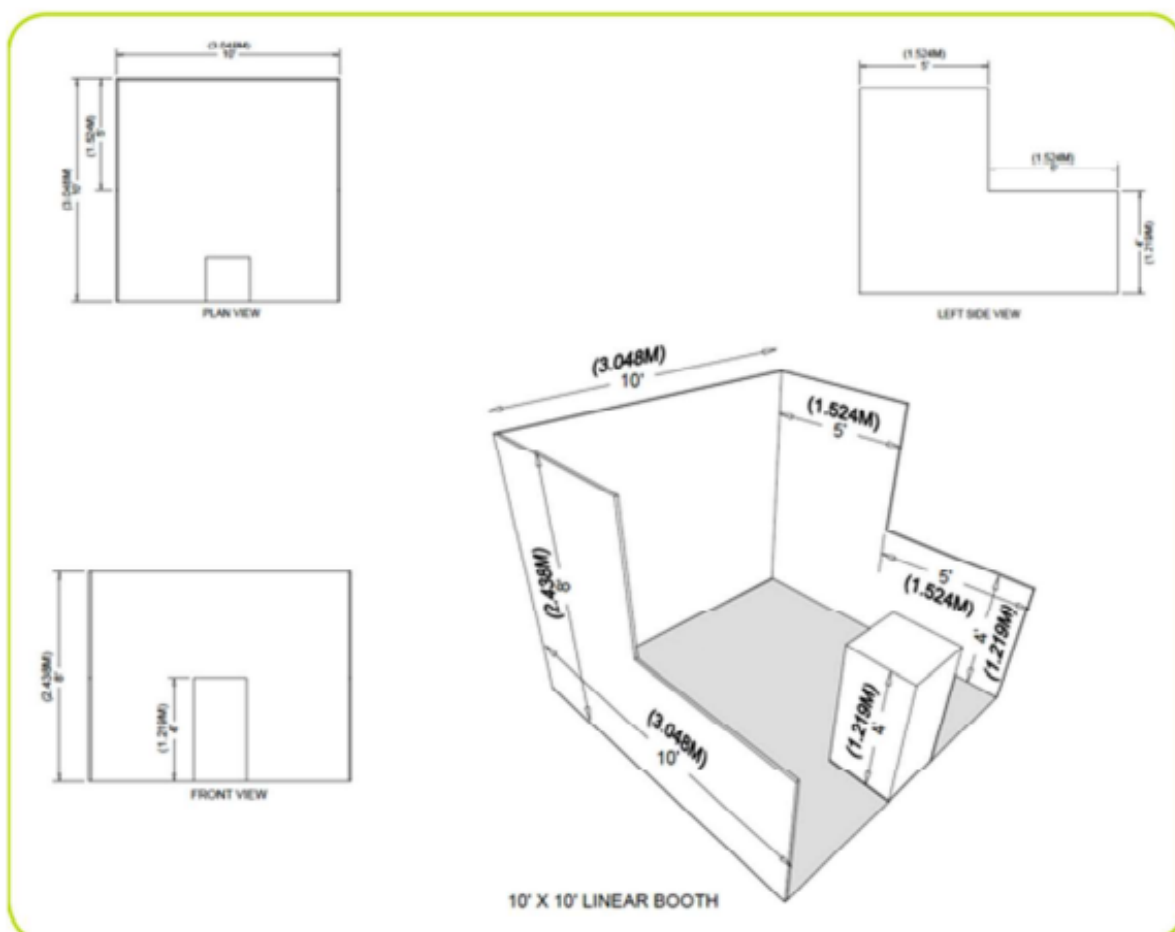 (3.048M)
10'
(3.048M
10'
(1.524M)
5'
PLAN VIEW
(1.524M)
5'
(1.524M)
5'
4'
(1.219M)
LEFT SIDE VIEW
(3.048M)
10'
(1.524M)
5'
(2.438M)
8'
5'
(1.524M)
4'
(1.219M)
(1.219M)
4'
(3.048M)
10'
(2.438M)
8'
(1.219M)
4'
FRONT VIEW
10' X 10' LINEAR BOOTH